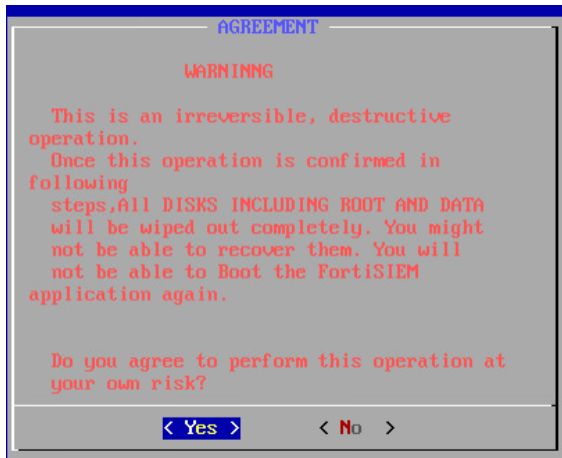 AGREEMENT
WARNINNG
This is an irreversible, destructive
operation.
Once this operation is confirmed in
following
steps,All DISKS INCLUDING ROOT AND DATA
will be wiped out completely. You might
not be able to recover them. You will
not be able to Boot the FortiSIEM
application again.
Do you agree to perform this operation at
your own risk?
< Yes > < No >